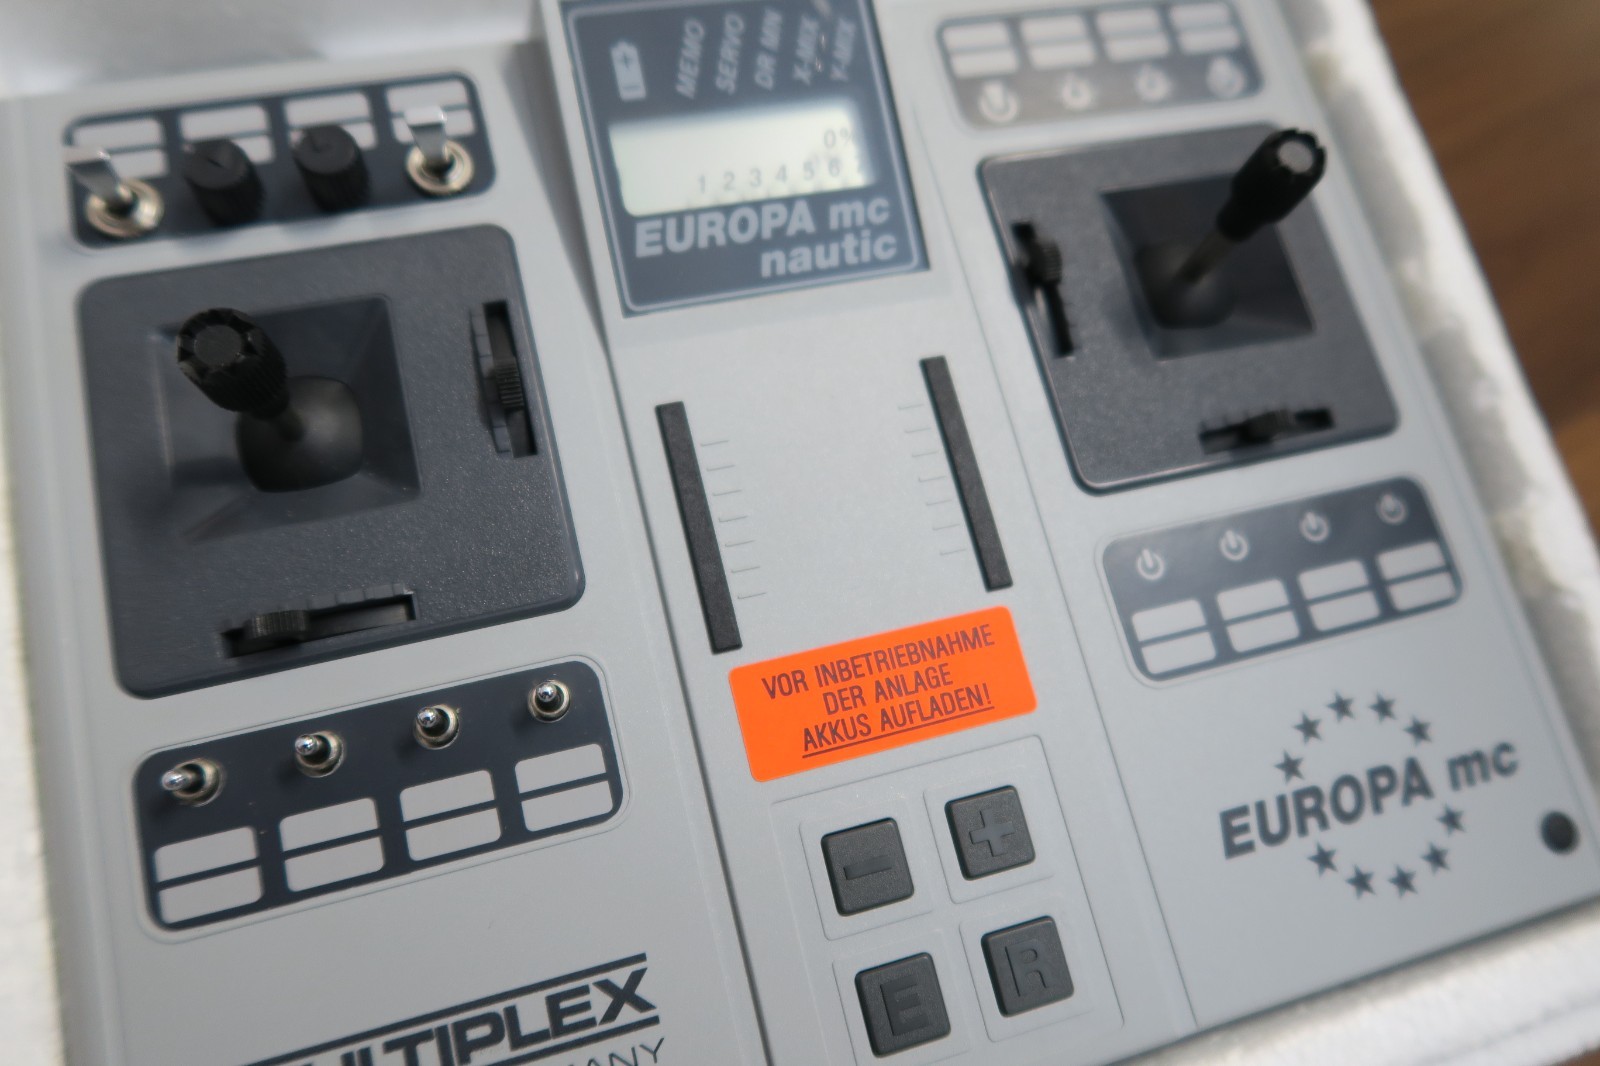 MEMO
SERVO
DR MN
X-MIX
Y-MIX
0%
1 2 3 4 5 6 7
EUROPA mc
nautic
VOR INBETRIEBNAHME
DER ANLAGE
AKKUS AUFLADEN!
- +
E R
EUROPA mc